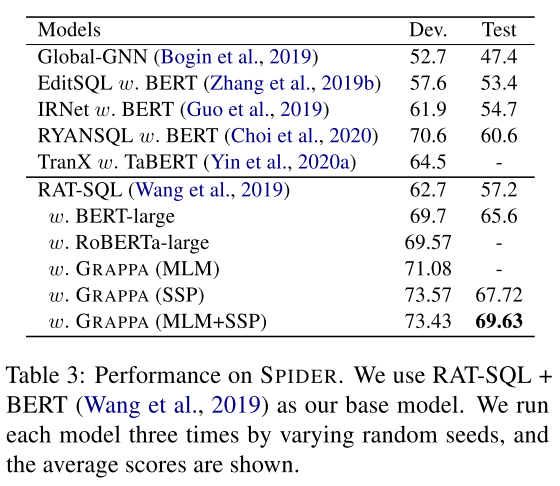 Models Dev. Test
Global-GNN (Bogin et al., 2019) 52.7 47.4
EditSQL w. BERT (Zhang et al., 2019b) 57.6 53.4
IRNet w. BERT (Guo et al., 2019) 61.9 54.7
RYANSQL w. BERT (Choi et al., 2020) 70.6 60.6
TranX w. TaBERT (Yin et al., 2020a) 64.5 -
RAT-SQL (Wang et al., 2019) 62.7 57.2
w. BERT-large 69.7 65.6
w. RoBERTa-large 69.57 -
w. GRAPPA (MLM) 71.08 -
w. GRAPPA (SSP) 73.57 67.72
w. GRAPPA (MLM+SSP) 73.43 69.63
Table 3: Performance on SPIDER. We use RAT-SQL +
BERT (Wang et al., 2019) as our base model. We run
each model three times by varying random seeds, and
the average scores are shown.